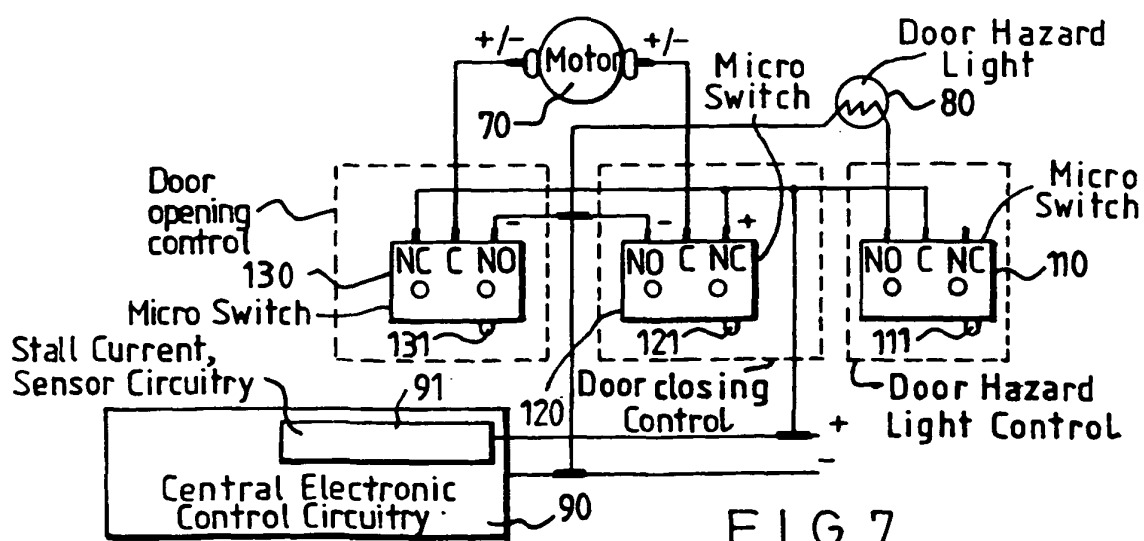 +/-
Motor
+/-
70
Micro
Switch
Door Hazard
Light
80
Door
opening
control
130
Micro Switch
NC C NO
-
131
NO C NC
-
+
121
120
Door closing
Control
NO C NC
Micro
Switch
110
111
Door Hazard
Light Control
Stall Current,
Sensor Circuitry
91
Central Electronic
Control Circuitry
90
+
-
FIG 7